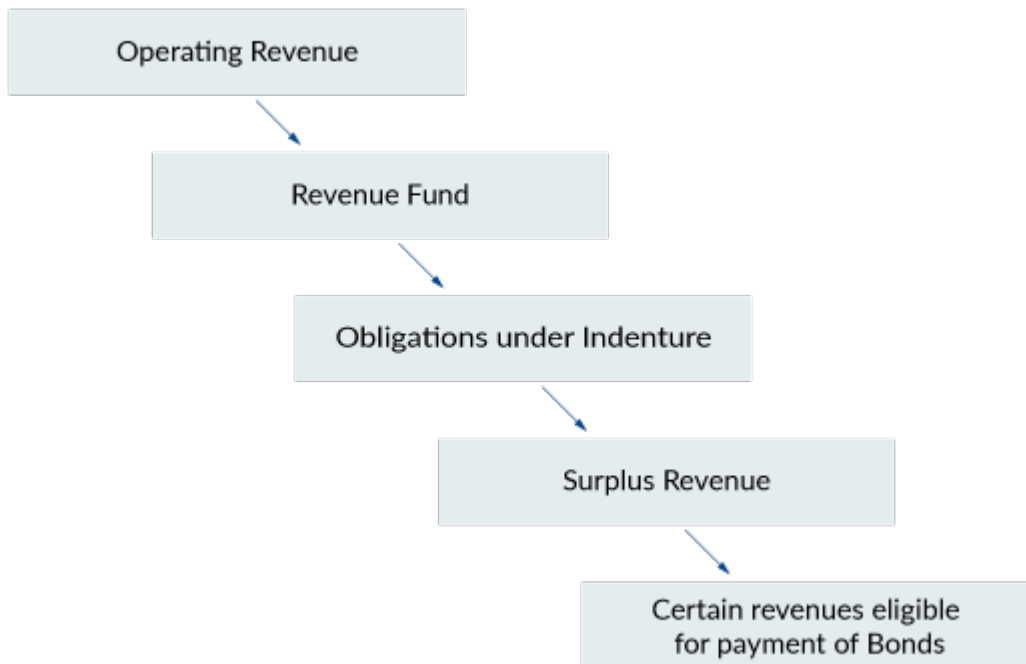 Operating Revenue
Revenue Fund
Obligations under Indenture
Surplus Revenue
Certain revenues eligible
for payment of Bonds